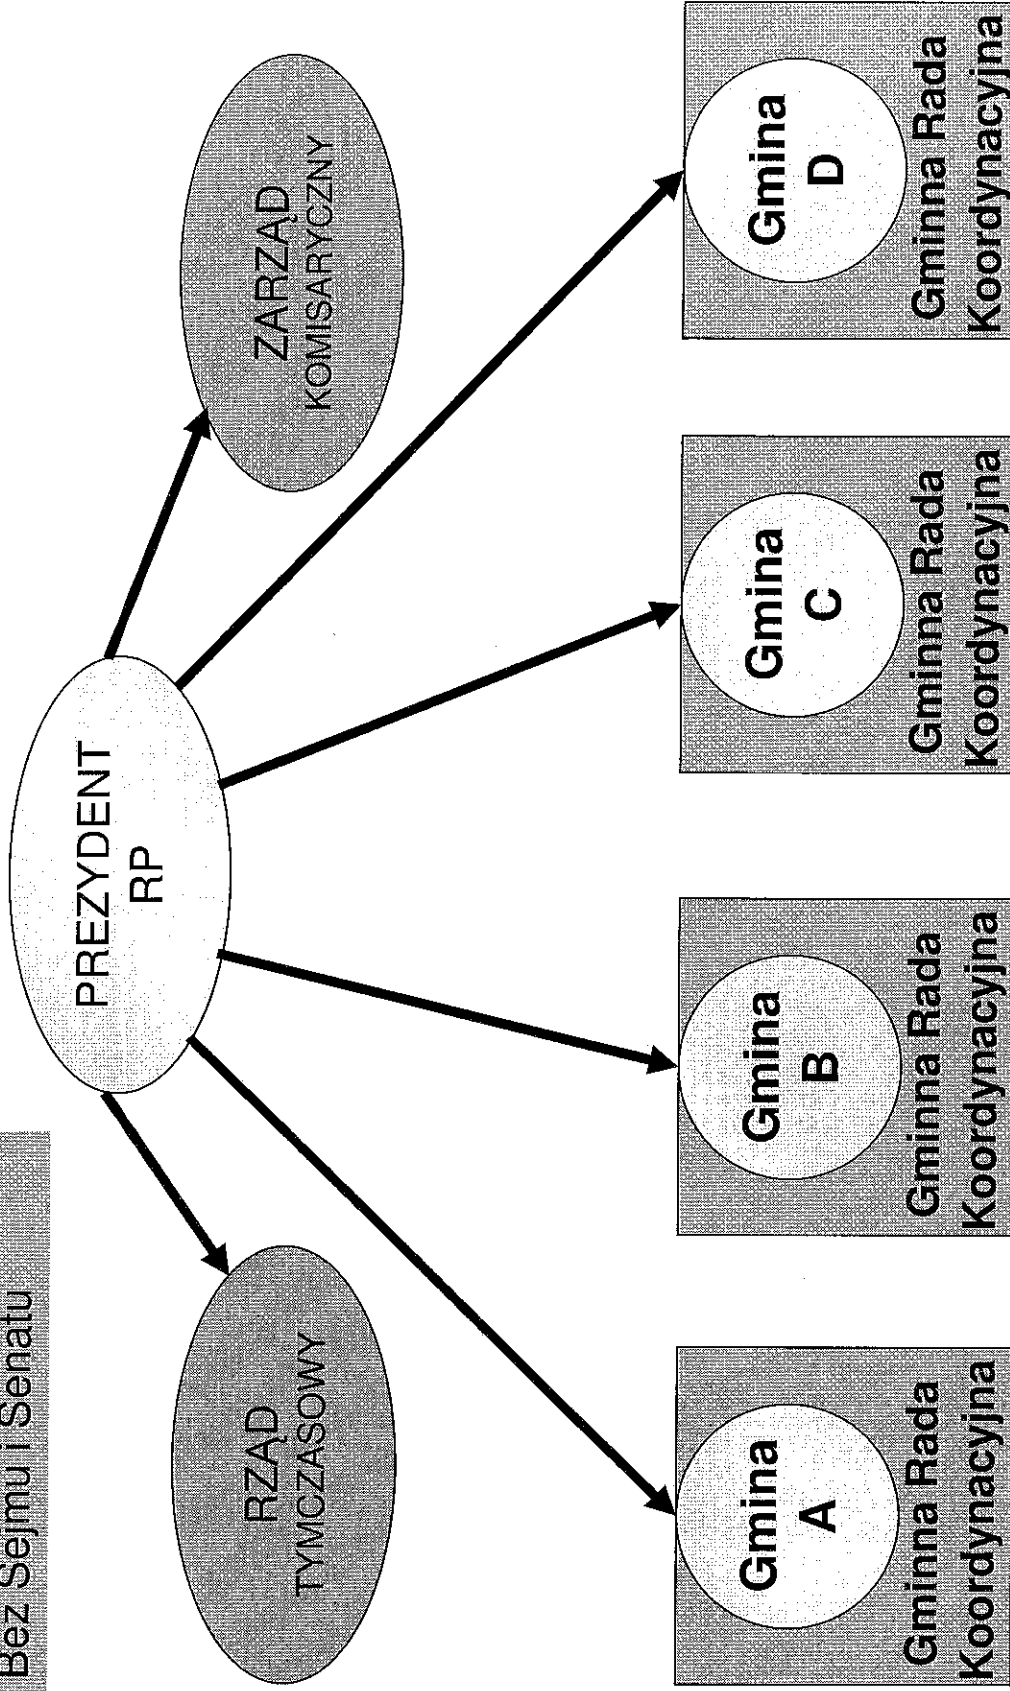 Bez Sejmu i Senatu
PREZYDENT
RP
RZĄD
TYMCZASOWY
ZARZĄD
KOMISARYCZNY
Gmina
A
Gminna Rada
Koordynacyjna
Gmina
B
Gminna Rada
Koordynacyjna
Gmina
C
Gminna Rada
Koordynacyjna
Gmina
D
Gminna Rada
Koordynacyjna